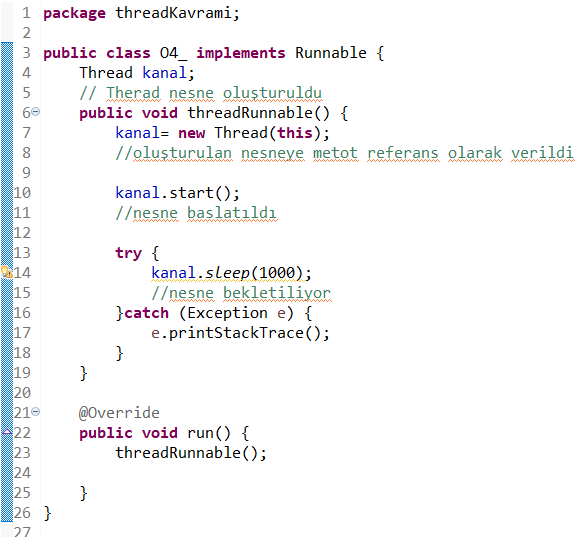 1 package threadKavrami;
2
3 public class O4_ implements Runnable {
4     Thread kanal;
5     // Therad nesne oluşturuldu
6     public void threadRunnable() {
7         kanal= new Thread(this);
8         //oluşturulan nesneye metot referans olarak verildi
9
10         kanal.start();
11         //nesne baslatıldı
12
13         try {
14             kanal.sleep(1000);
15             //nesne bekletiliyor
16         }catch (Exception e) {
17             e.printStackTrace();
18         }
19     }
20
21     @Override
22     public void run() {
23         threadRunnable();
24
25     }
26 }
27